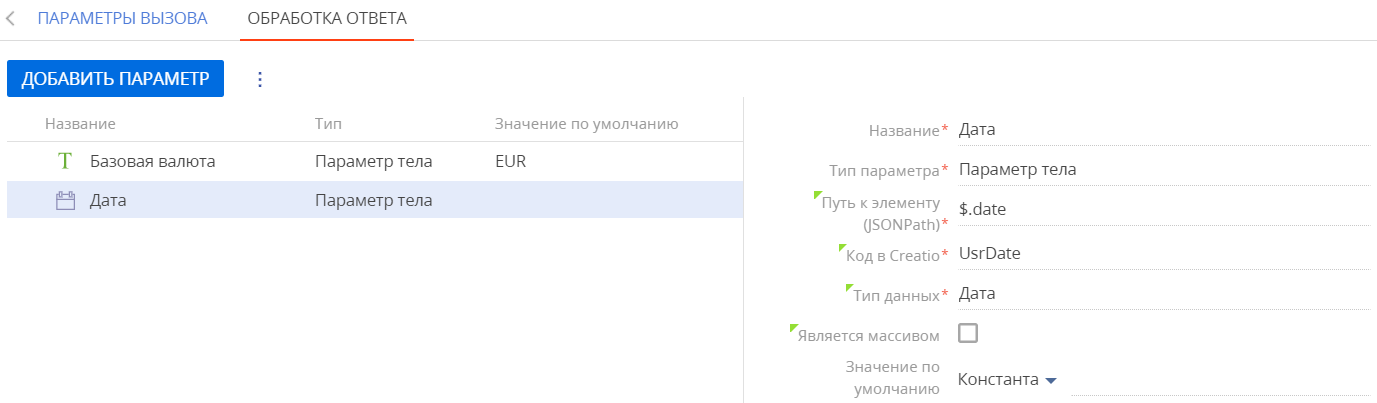 ПАРАМЕТРЫ ВЫЗОВА ОБРАБОТКА ОТВЕТА
ДОБАВИТЬ ПАРАМЕТР
Название Тип Значение по умолчанию
Базовая валюта Параметр тела EUR
Дата Параметр тела
Название* Дата
Тип параметра* Параметр тела
Путь к элементу
(JSONPath)* $.date
Код в Creatio* UsrDate
Тип данных* Дата
Является массивом
Значение по
умолчанию Константа